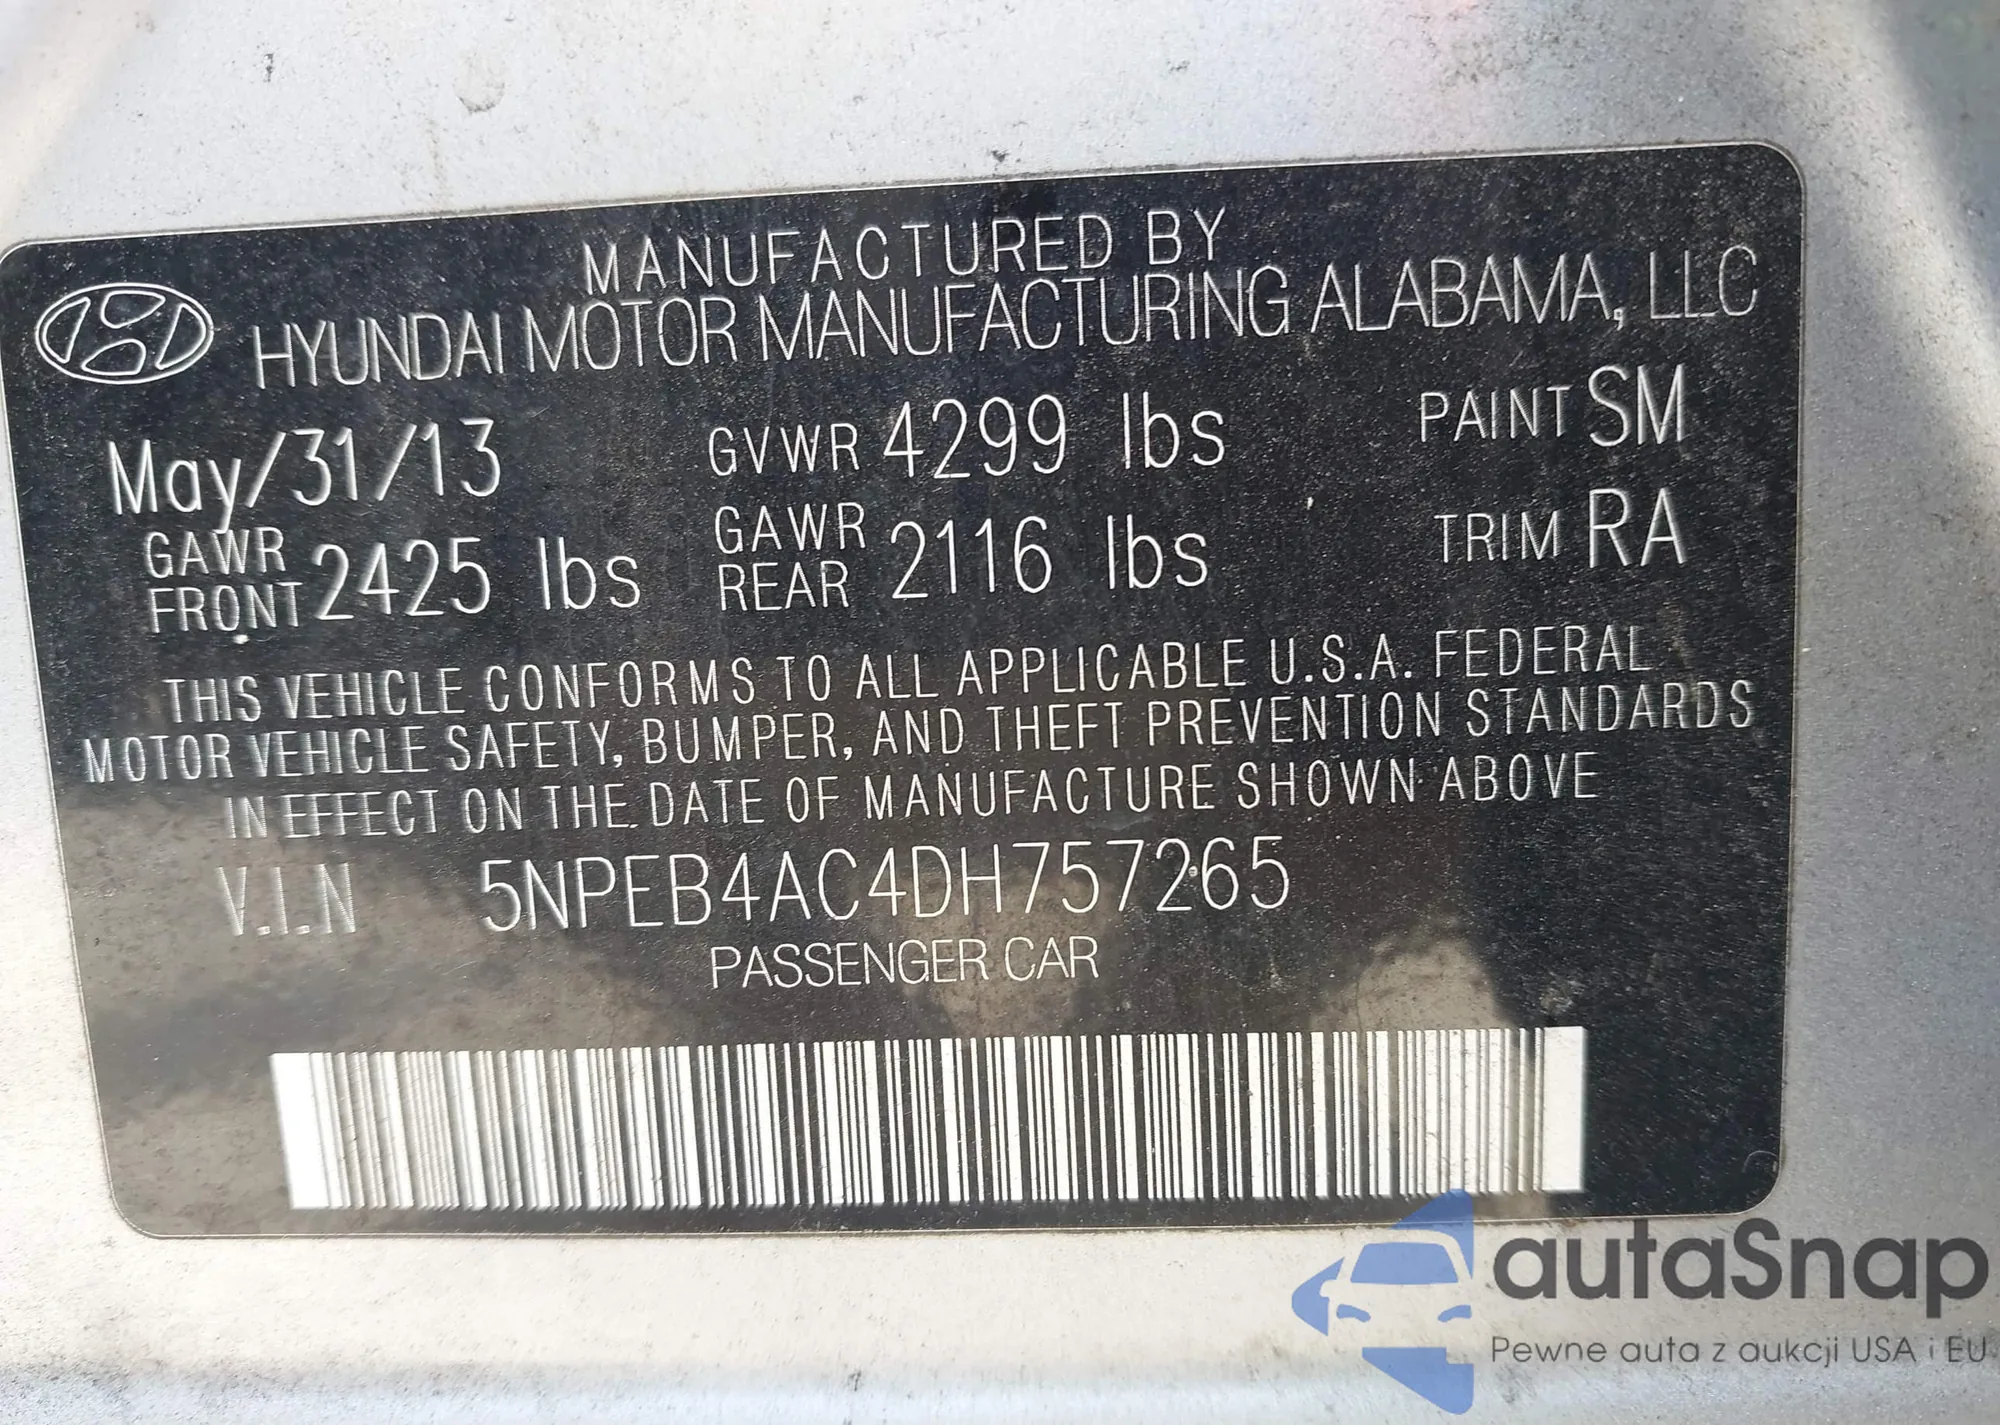 MANUFACTURED BY
HYUNDAI MOTOR MANUFACTURING ALABAMA, LLC
May/31/13 GVWR 4299 lbs PAINT SM
GAWR FRONT 2425 lbs GAWR REAR 2116 lbs TRIM RA
THIS VEHICLE CONFORMS TO ALL APPLICABLE U.S.A. FEDERAL
MOTOR VEHICLE SAFETY, BUMPER, AND THEFT PREVENTION STANDARDS
IN EFFECT ON THE DATE OF MANUFACTURE SHOWN ABOVE
V.I.N 5NPEB4AC4DH757265
PASSENGER CAR
autaSnap
Pewne auta z aukcji USA i EU